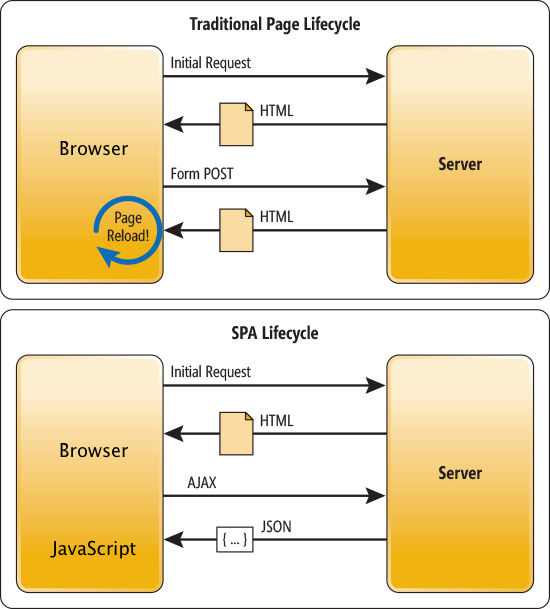 Traditional Page Lifecycle
Initial Request
HTML
Browser
Server
Form POST
Page
Reload!
HTML
SPA Lifecycle
Initial Request
HTML
Browser
Server
AJAX
JSON
{ ... }
JavaScript